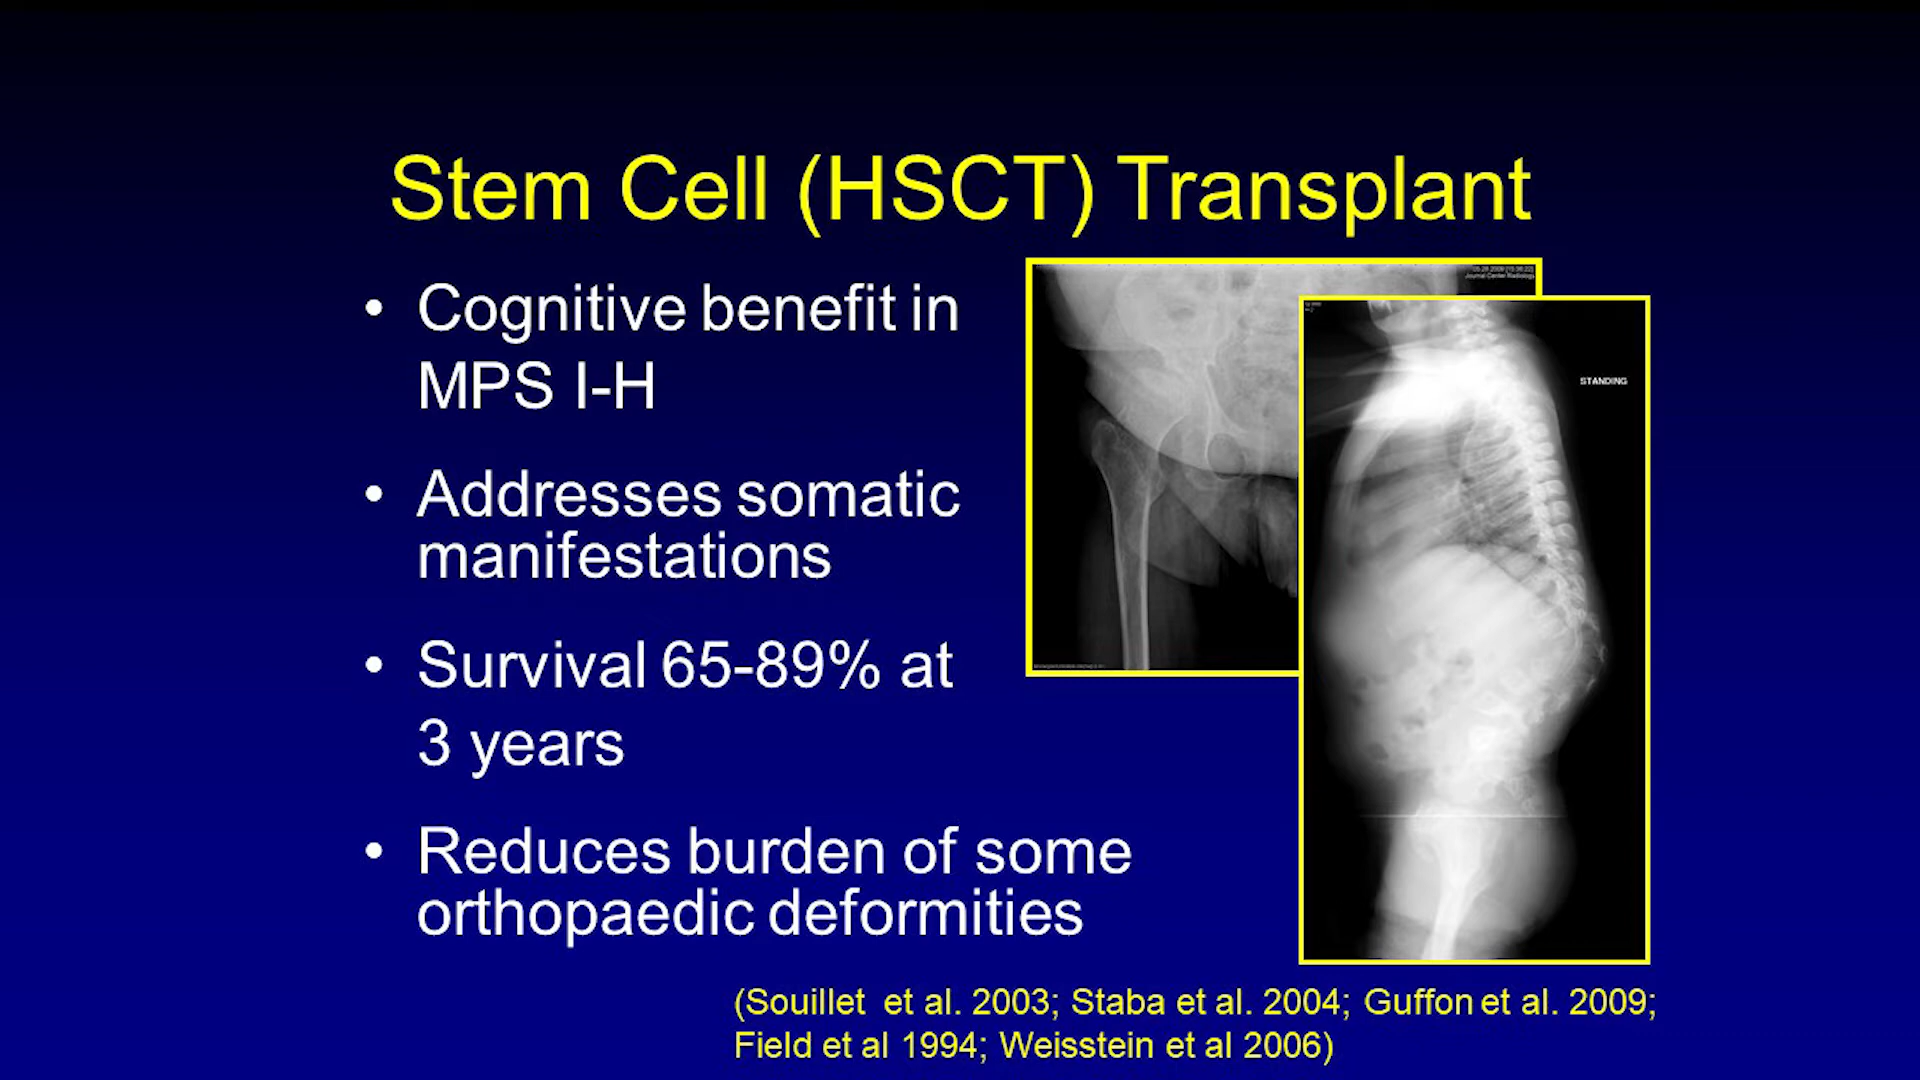 Stem Cell (HSCT) Transplant
• Cognitive benefit in
MPS I-H
• Addresses somatic
manifestations
• Survival 65-89% at
3 years
• Reduces burden of some
orthopaedic deformities
STANDING
(Souillet et al. 2003; Staba et al. 2004; Guffon et al. 2009;
Field et al 1994; Weisstein et al 2006)